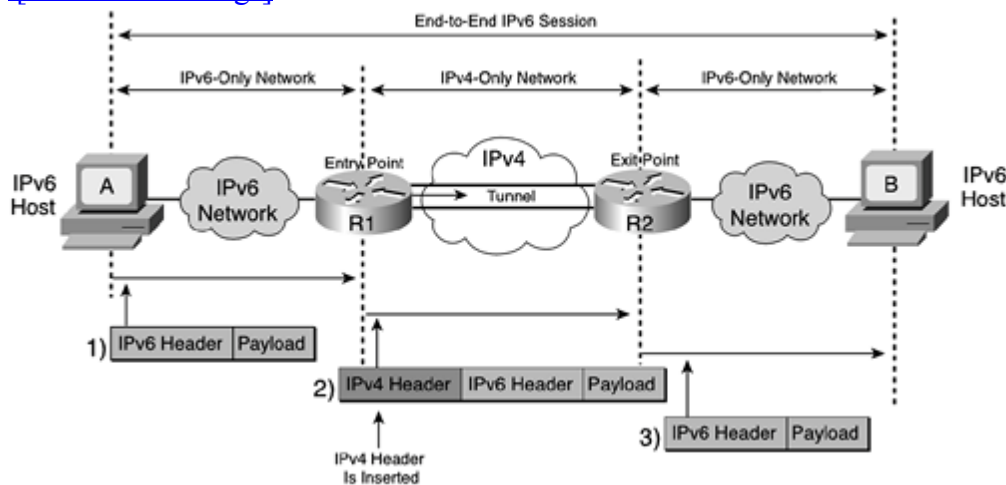 End-to-End IPv6 Session
IPv6-Only Network
IPv4-Only Network
IPv6-Only Network
IPv6
Host
A
IPv6
Network
Entry Point
R1
IPv4
Tunnel
Exit Point
R2
IPv6
Network
B
IPv6
Host
1) IPv6 Header Payload
2) IPv4 Header IPv6 Header Payload
3) IPv6 Header Payload
IPv4 Header
Is Inserted